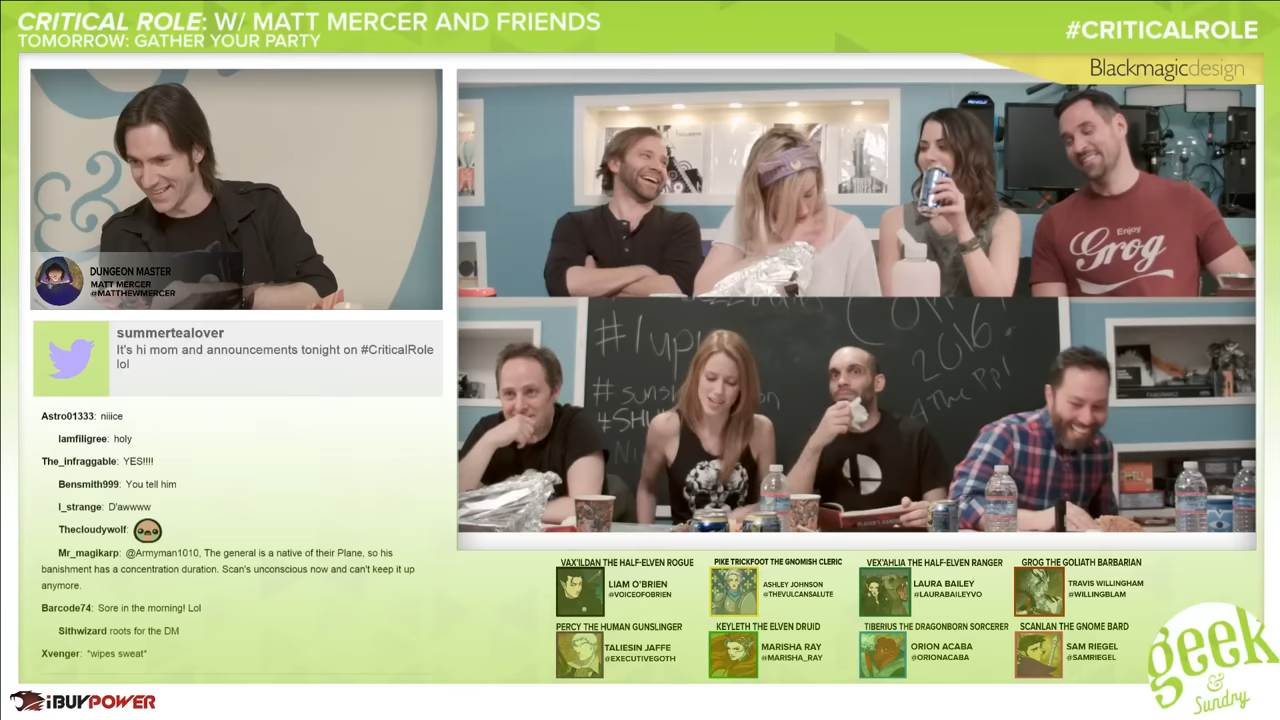 CRITICAL ROLE: W/ MATT MERCER AND FRIENDS
TOMORROW: GATHER YOUR PARTY
#CRITICALROLE
Blackmagicdesign
DUNGEON MASTER
MATT MERCER
@MATTHEWMERCER
summertealover
It's hi mom and announcements tonight on #CriticalRole
lol
Astro01333: niiice
Iamfiligree: holy
The_infraggable: YES!!!!
Bensmith999: You tell him
I_strange: D'awwww
Thecloudywolf:
Mr_magikarp: @Armyman1010, The general is a native of their Plane, so his
banishment has a concentration duration. Scan's unconscious now and can't keep it up
anymore.
Barcode74: Sore in the morning! Lol
Sithwizard roots for the DM
Xvenger: *wipes sweat*
Enjoy
Grog
#lupi
2016
#suns
4The
Ppl
VAX'ILDAN THE HALF-ELVEN ROGUE
LIAM O'BRIEN
@VOICEOFOBRIEN
PIKE TRICKFOOT THE GNOMISH CLERIC
ASHLEY JOHNSON
@THEVULCANSALUTE
VEX'AHLIA THE HALF-ELVEN RANGER
LAURA BAILEY
@LAURABAILEYVO
GROG THE GOLIATH BARBARIAN
TRAVIS WILLINGHAM
@WILLINGBLAM
PERCY THE HUMAN GUNSLINGER
TALIESIN JAFFE
@EXECUTIVEGOTH
KEYLETH THE ELVEN DRUID
MARISHA RAY
@MARISHA_RAY
TIBERIUS THE DRAGONBORN SORCERER
ORION ACABA
@ORIONACABA
SCANLAN THE GNOME BARD
SAM RIEGEL
@SAMRIEGEL
geek
&
Sundry
iBUYPOWER